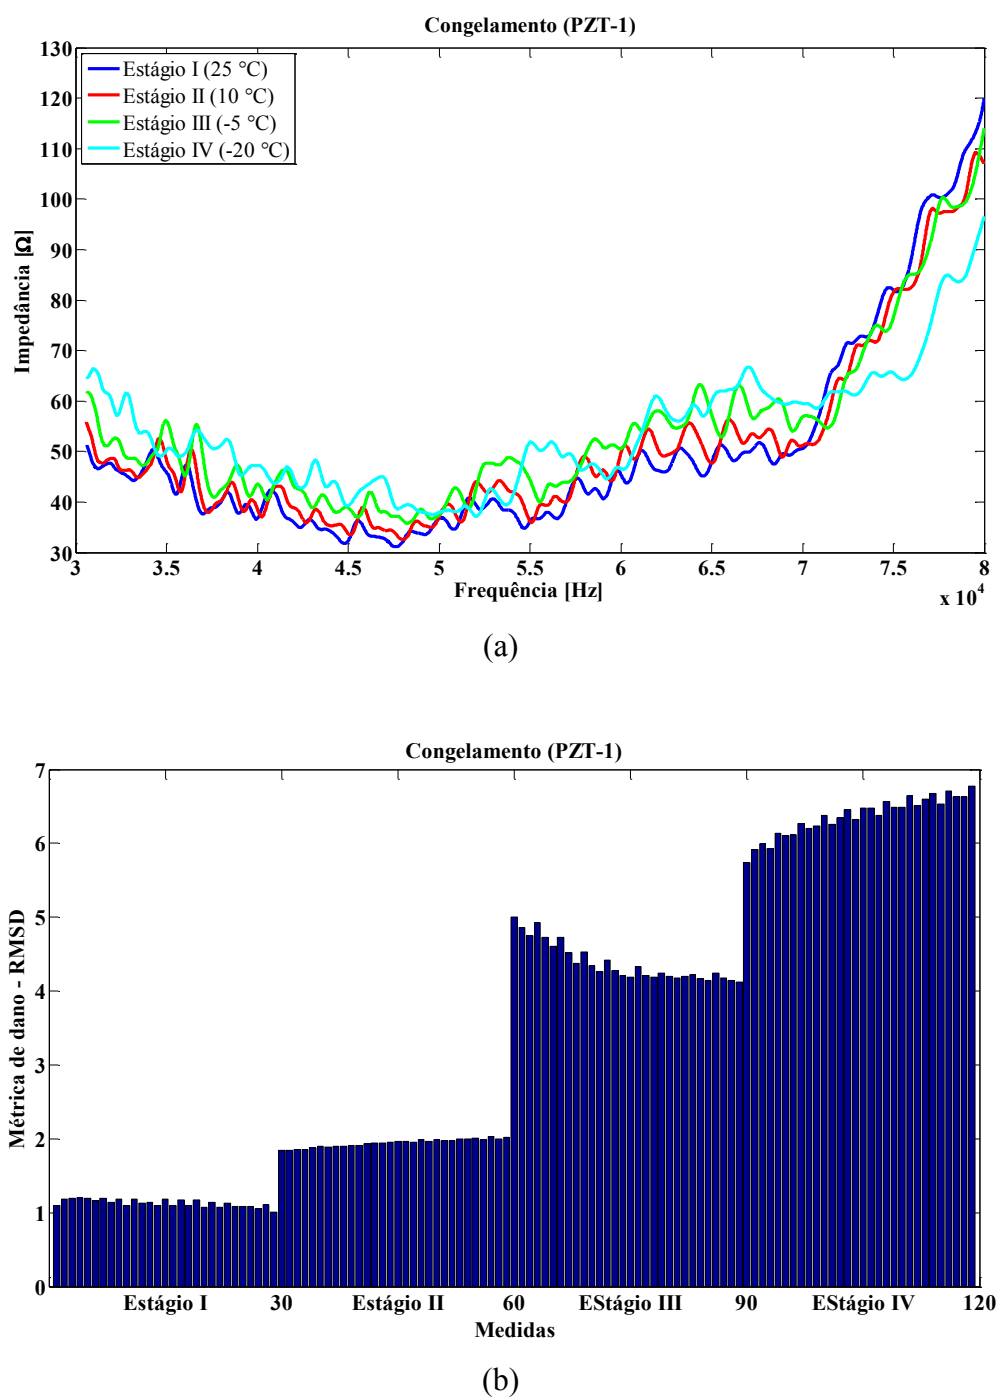 Congelamento (PZT-1)
130
120
110
100
90
80
70
60
50
40
30
Impedância [Ω]
Estágio I (25 °C)
Estágio II (10 °C)
Estágio III (-5 °C)
Estágio IV (-20 °C)
3 3.5 4 4.5 5 5.5 6 6.5 7 7.5 8
Frequência [Hz]
x 10⁴
(a)
Congelamento (PZT-1)
7
6
5
4
3
2
1
0
Métrica de dano - RMSD
Estágio I 30 Estágio II 60 EStágio III 90 EStágio IV 120
Medidas
(b)